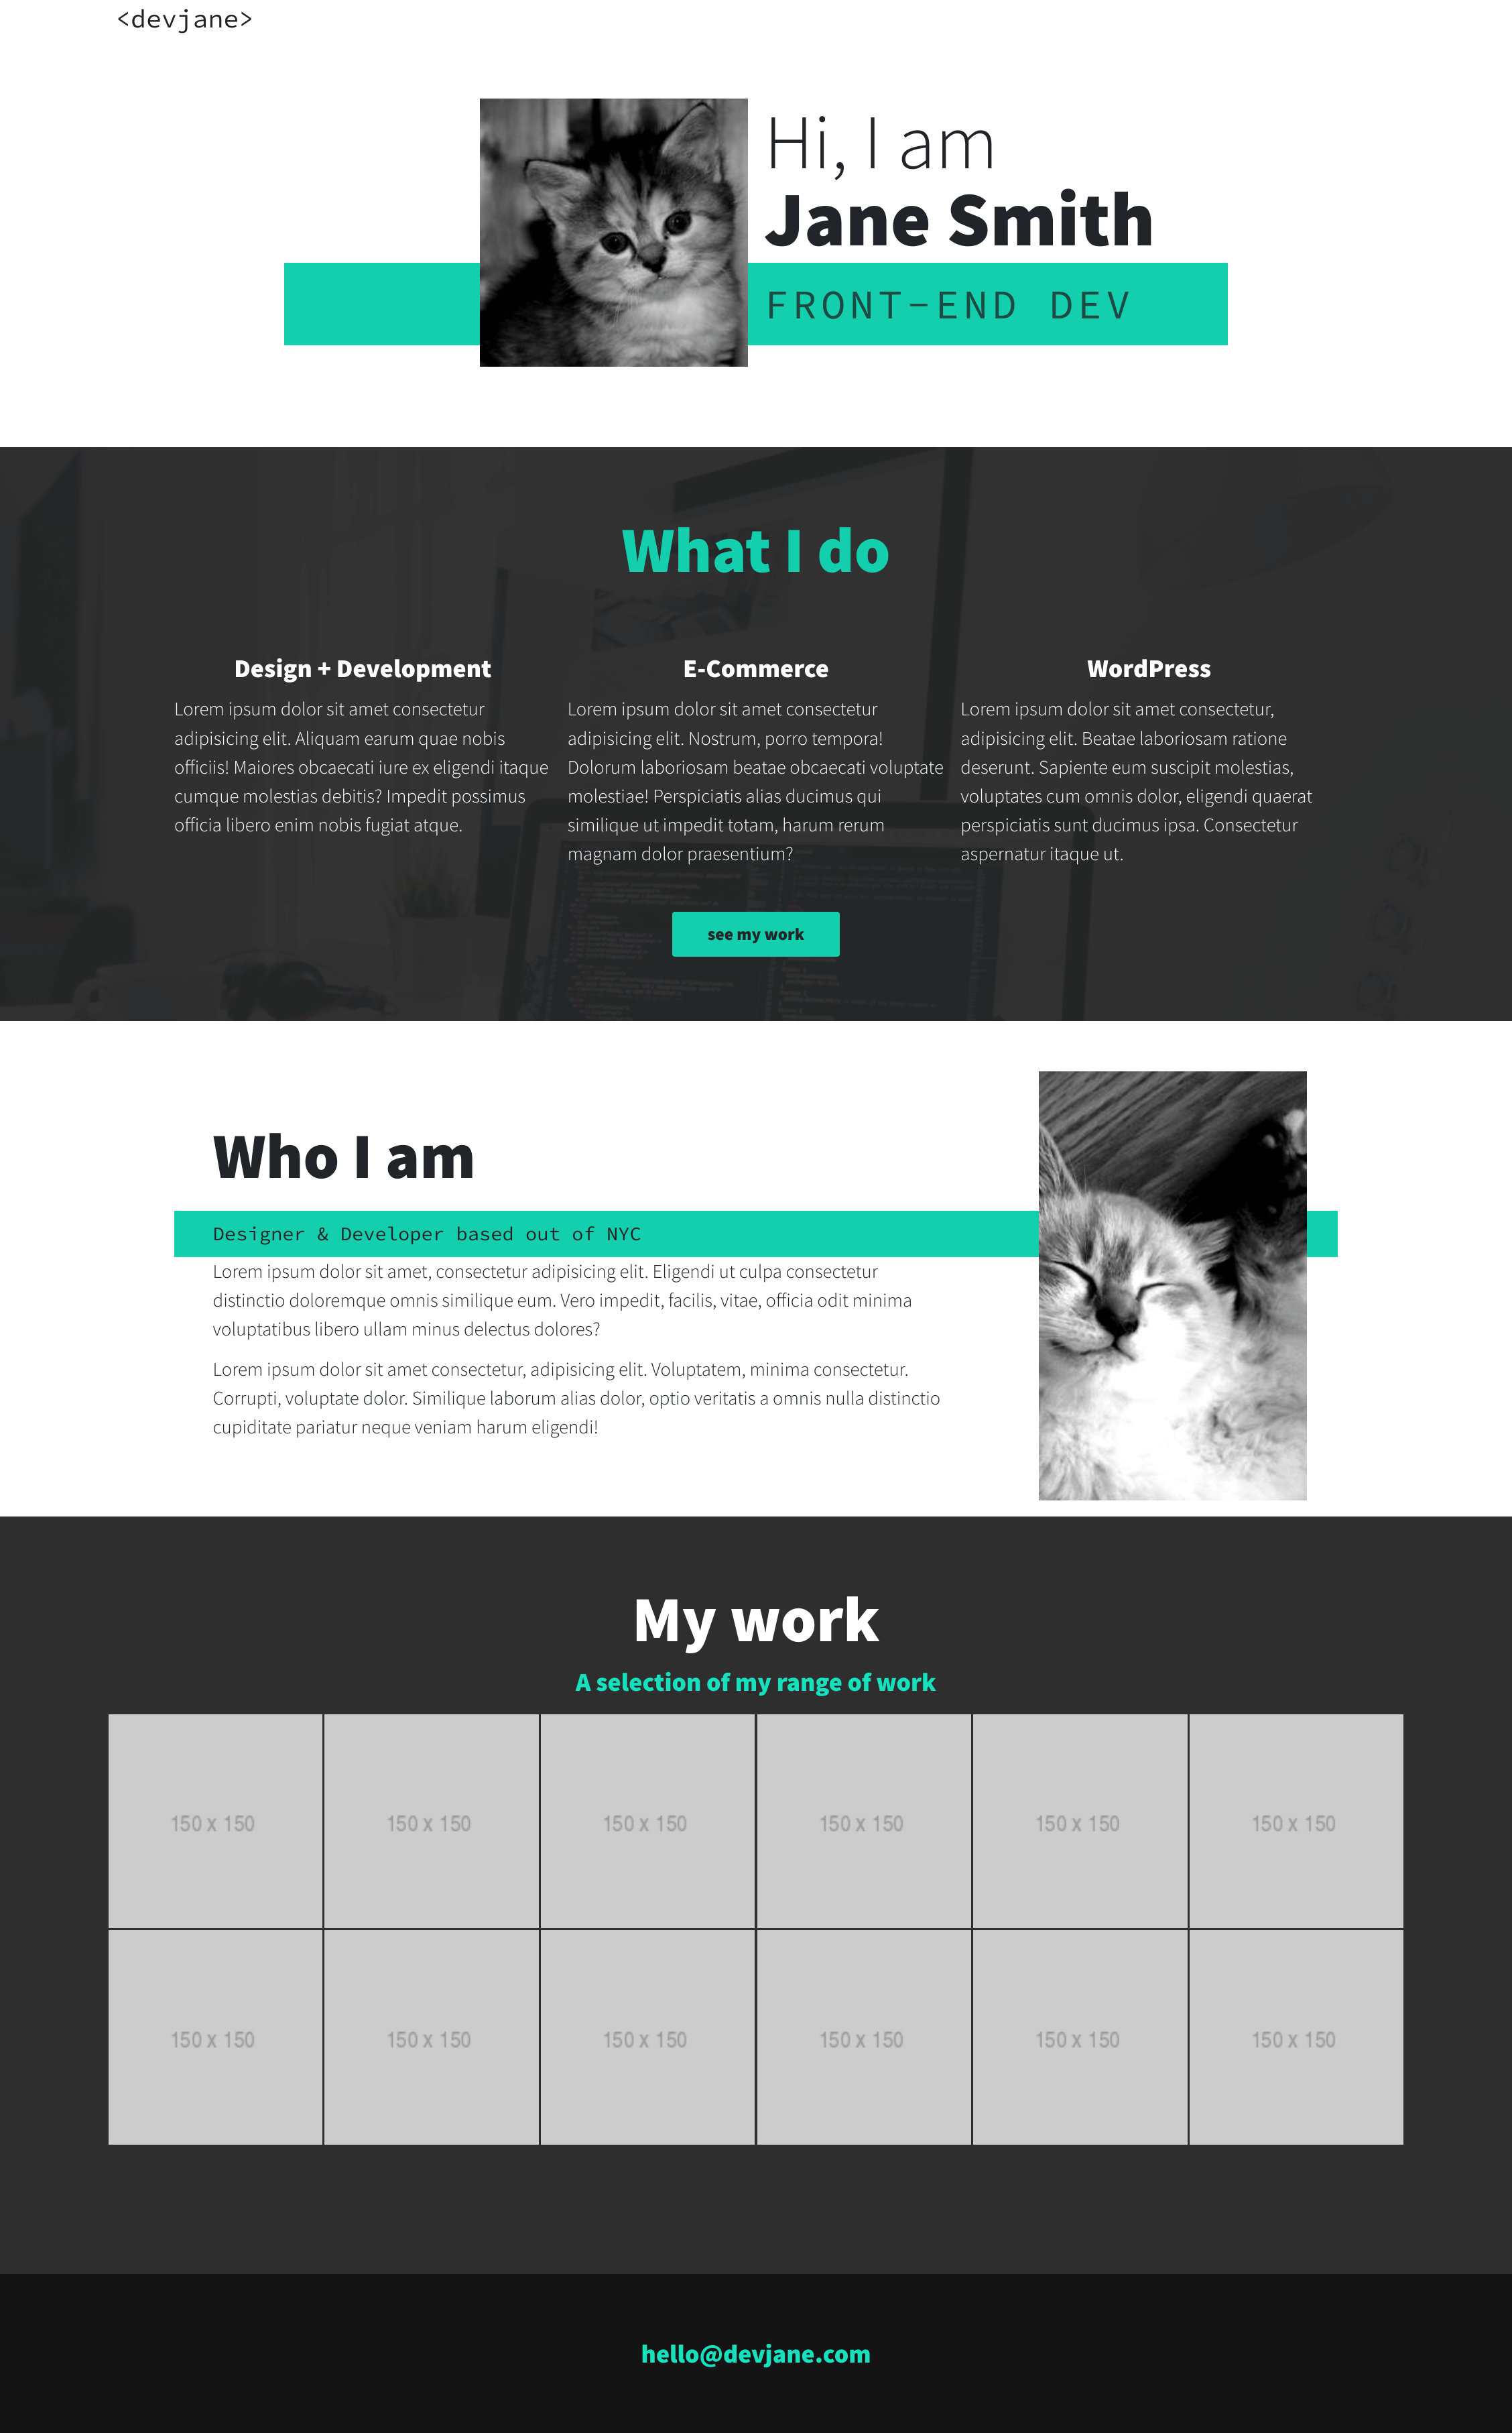 <devjane>
Hi, I am
Jane Smith
FRONT-END DEV
What I do
Design + Development
Lorem ipsum dolor sit amet consectetur
adipisicing elit. Aliquam earum quae nobis
officiis! Maiores obcaecati iure ex eligendi itaque
cumque molestias debitis? Impedit possimus
officia libero enim nobis fugiat atque.
E-Commerce
Lorem ipsum dolor sit amet consectetur
adipisicing elit. Nostrum, porro tempora!
Dolorum laboriosam beatae obcaecati voluptate
molestiae! Perspiciatis alias ducimus qui
similique ut impedit totam, harum rerum
magnam dolor praesentium?
WordPress
Lorem ipsum dolor sit amet consectetur,
adipisicing elit. Beatae laboriosam ratione
deserunt. Sapiente eum suscipit molestias,
voluptates cum omnis dolor, eligendi quaerat
perspiciatis sunt ducimus ipsa. Consectetur
aspernatur itaque ut.
see my work
Who I am
Designer & Developer based out of NYC
Lorem ipsum dolor sit amet, consectetur adipisicing elit. Eligendi ut culpa consectetur
distinctio doloremque omnis similique eum. Vero impedit, facilis, vitae, officia odit minima
voluptatibus libero ullam minus delectus dolores?
Lorem ipsum dolor sit amet consectetur, adipisicing elit. Voluptatem, minima consectetur.
Corrupti, voluptate dolor. Similique laborum alias dolor, optio veritatis a omnis nulla distinctio
cupiditate pariatur neque veniam harum eligendi!
My work
A selection of my range of work
150 x 150
150 x 150
150 x 150
150 x 150
150 x 150
150 x 150
150 x 150
150 x 150
150 x 150
150 x 150
150 x 150
150 x 150
hello@devjane.com